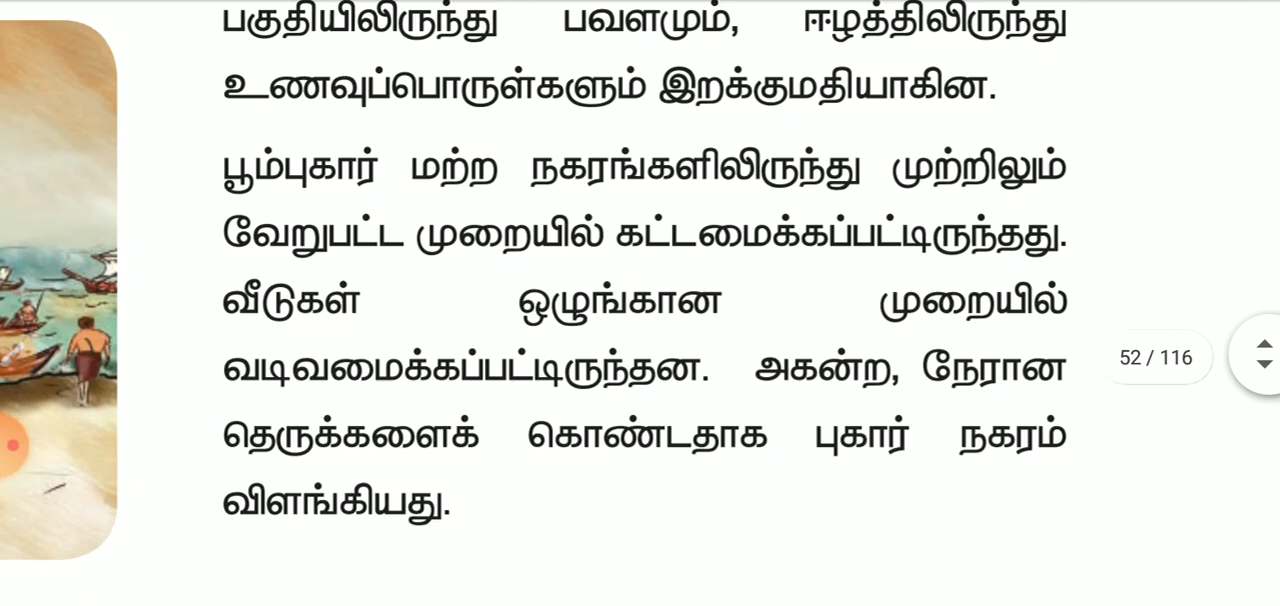 பகுதியிலிருந்து பவளமும், ஈழத்திலிருந்து
உணவுப்பொருள்களும் இறக்குமதியாகின.
பூம்புகார் மற்ற நகரங்களிலிருந்து முற்றிலும்
வேறுபட்ட முறையில் கட்டமைக்கப்பட்டிருந்தது.
வீடுகள் ஒழுங்கான முறையில்
வடிவமைக்கப்பட்டிருந்தன. அகன்ற, நேரான
தெருக்களைக் கொண்டதாக புகார் நகரம்
விளங்கியது.
52 / 116